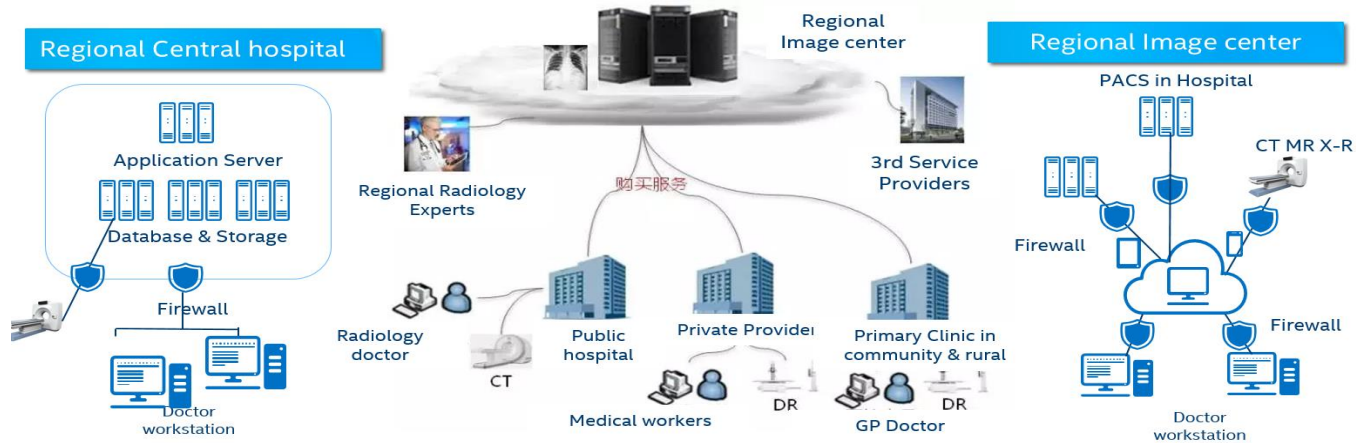 Regional Central hospital
Application Server
Database & Storage
Firewall
Doctor
workstation
Regional
Image center
Regional Radiology
Experts
3rd Service
Providers
购买服务
Radiology
doctor
CT
Public
hospital
Private Provider
Primary Clinic in
community & rural
Medical workers
DR
GP Doctor
DR
Regional Image center
PACS in Hospital
CT MR X-R
Firewall
Firewall
Doctor
workstation